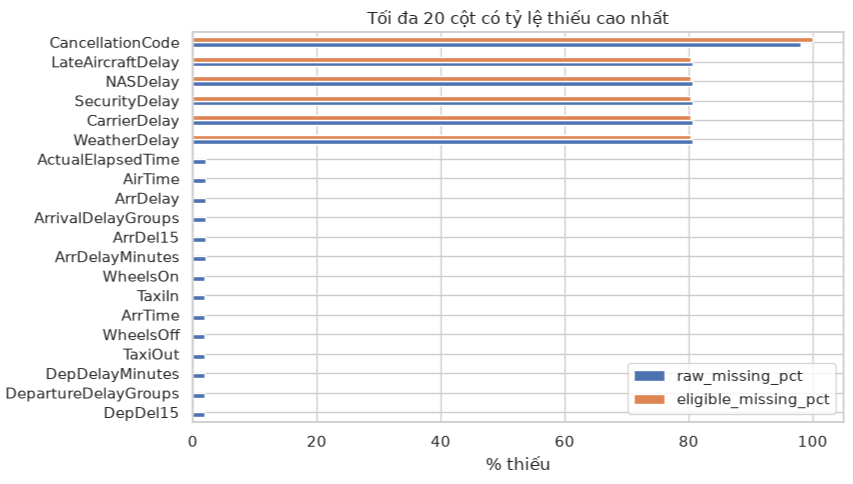 Tối đa 20 cột có tỷ lệ thiếu cao nhất
CancellationCode
LateAircraftDelay
NASDelay
SecurityDelay
CarrierDelay
WeatherDelay
ActualElapsedTime
AirTime
ArrDelay
ArrivalDelayGroups
ArrDel15
ArrDelayMinutes
WheelsOn
TaxiIn
ArrTime
WheelsOff
TaxiOut
DepDelayMinutes
DepartureDelayGroups
DepDel15
raw_missing_pct
eligible_missing_pct
0 20 40 60 80 100
% thiếu